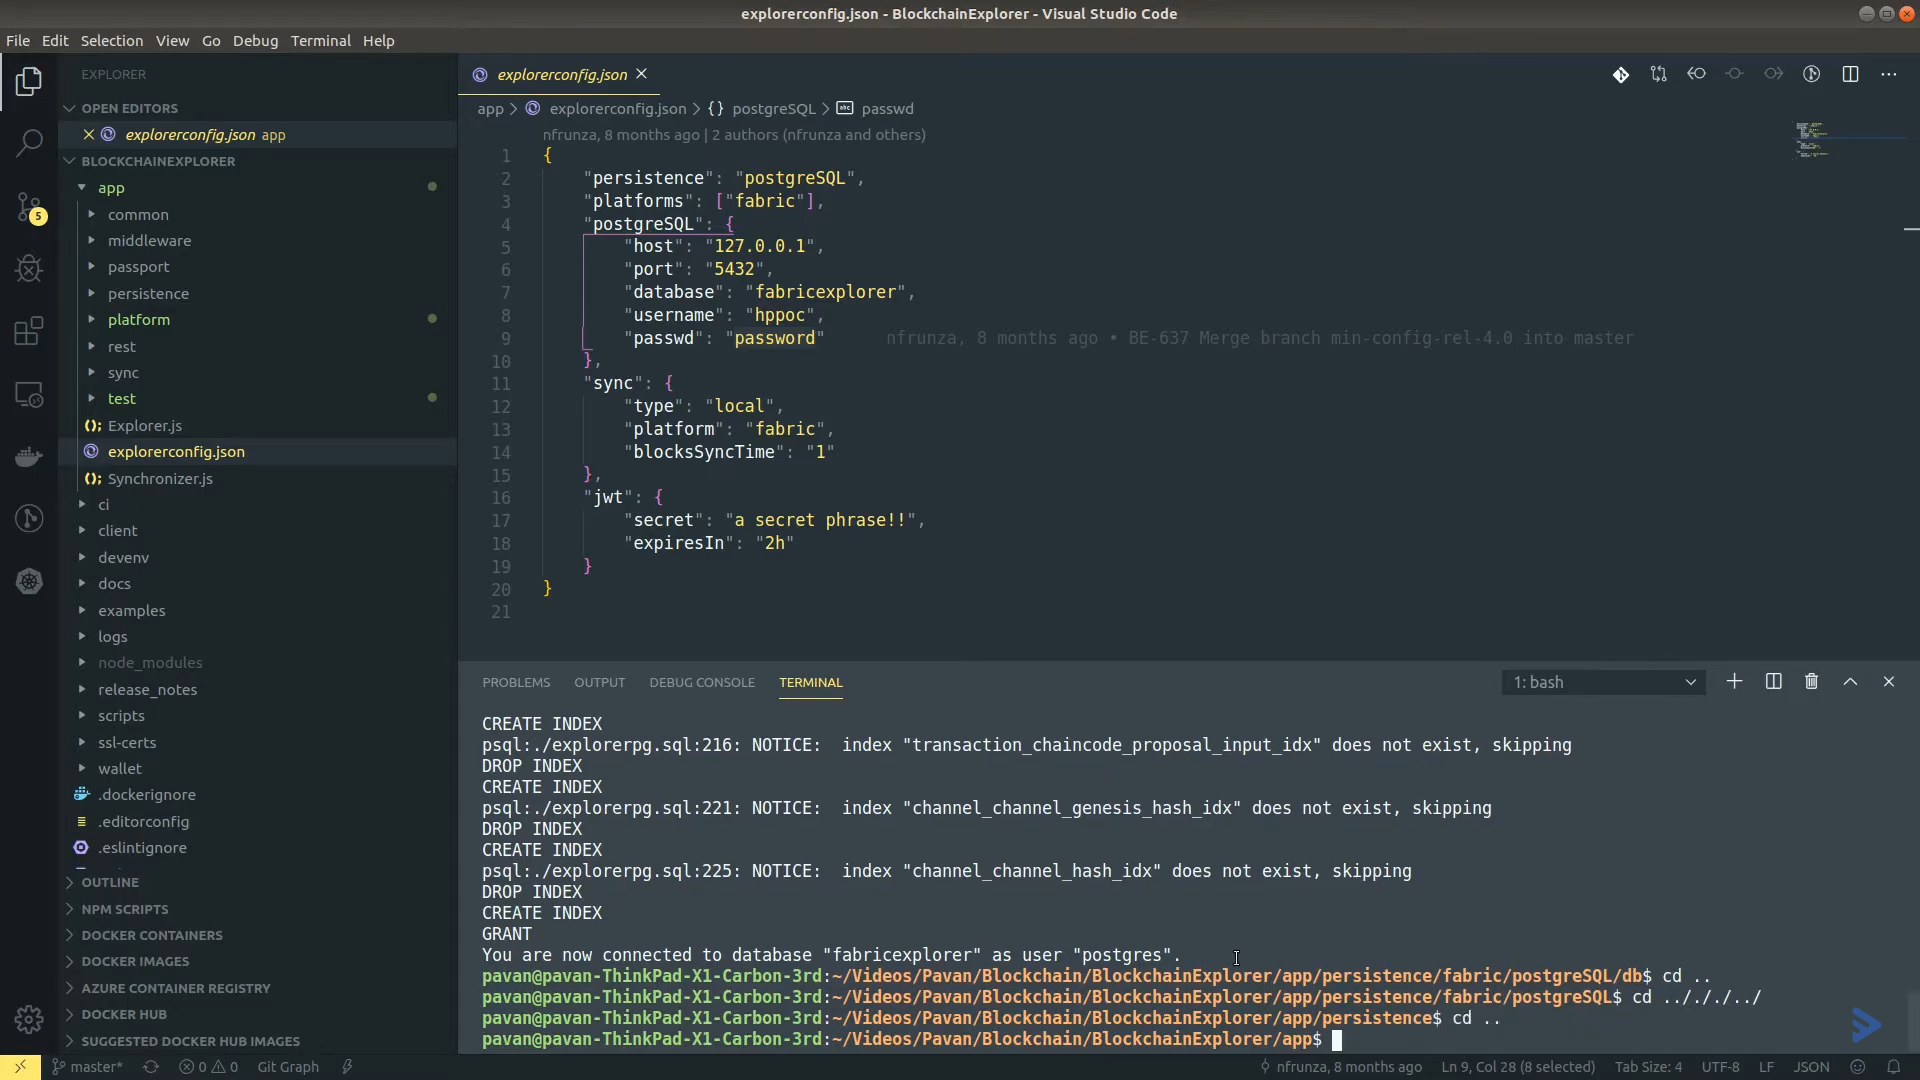 explorerconfig.json - BlockchainExplorer - Visual Studio Code
File Edit Selection View Go Debug Terminal Help
EXPLORER
OPEN EDITORS
explorerconfig.json app
BLOCKCHAINEXPLORER
app
common
middleware
passport
persistence
platform
rest
sync
test
Explorer.js
explorerconfig.json
Synchronizer.js
ci
client
devenv
docs
examples
logs
node_modules
release_notes
scripts
ssl-certs
wallet
.dockerignore
.editorconfig
.eslintignore
OUTLINE
NPM SCRIPTS
DOCKER CONTAINERS
DOCKER IMAGES
AZURE CONTAINER REGISTRY
DOCKER HUB
SUGGESTED DOCKER HUB IMAGES
5
explorerconfig.json
app > explorerconfig.json > {} postgreSQL > abc passwd
nfrunza, 8 months ago | 2 authors (nfrunza and others)
1 {
2 "persistence": "postgreSQL",
3 "platforms": ["fabric"],
4 "postgreSQL": {
5 "host": "127.0.0.1",
6 "port": "5432",
7 "database": "fabricexplorer",
8 "username": "hppoc",
9 "passwd": "password" nfrunza, 8 months ago • BE-637 Merge branch min-config-rel-4.0 into master
10 },
11 "sync": {
12 "type": "local",
13 "platform": "fabric",
14 "blocksSyncTime": "1"
15 },
16 "jwt": {
17 "secret": "a secret phrase!!",
18 "expiresIn": "2h"
19 }
20 }
21
PROBLEMS OUTPUT DEBUG CONSOLE TERMINAL 1: bash
CREATE INDEX
psql:./explorerpg.sql:216: NOTICE:  index "transaction_chaincode_proposal_input_idx" does not exist, skipping
DROP INDEX
CREATE INDEX
psql:./explorerpg.sql:221: NOTICE:  index "channel_channel_genesis_hash_idx" does not exist, skipping
DROP INDEX
CREATE INDEX
psql:./explorerpg.sql:225: NOTICE:  index "channel_channel_hash_idx" does not exist, skipping
DROP INDEX
CREATE INDEX
GRANT
You are now connected to database "fabricexplorer" as user "postgres".
pavan@pavan-ThinkPad-X1-Carbon-3rd:~/Videos/Pavan/Blockchain/BlockchainExplorer/app/persistence/fabric/postgreSQL/db$ cd ..
pavan@pavan-ThinkPad-X1-Carbon-3rd:~/Videos/Pavan/Blockchain/BlockchainExplorer/app/persistence/fabric/postgreSQL$ cd .././././../
pavan@pavan-ThinkPad-X1-Carbon-3rd:~/Videos/Pavan/Blockchain/BlockchainExplorer/app/persistence$ cd ..
pavan@pavan-ThinkPad-X1-Carbon-3rd:~/Videos/Pavan/Blockchain/BlockchainExplorer/app$
master* 0 0 Git Graph nfrunza, 8 months ago Ln 9, Col 28 (8 selected) Tab Size: 4 UTF-8 LF JSON